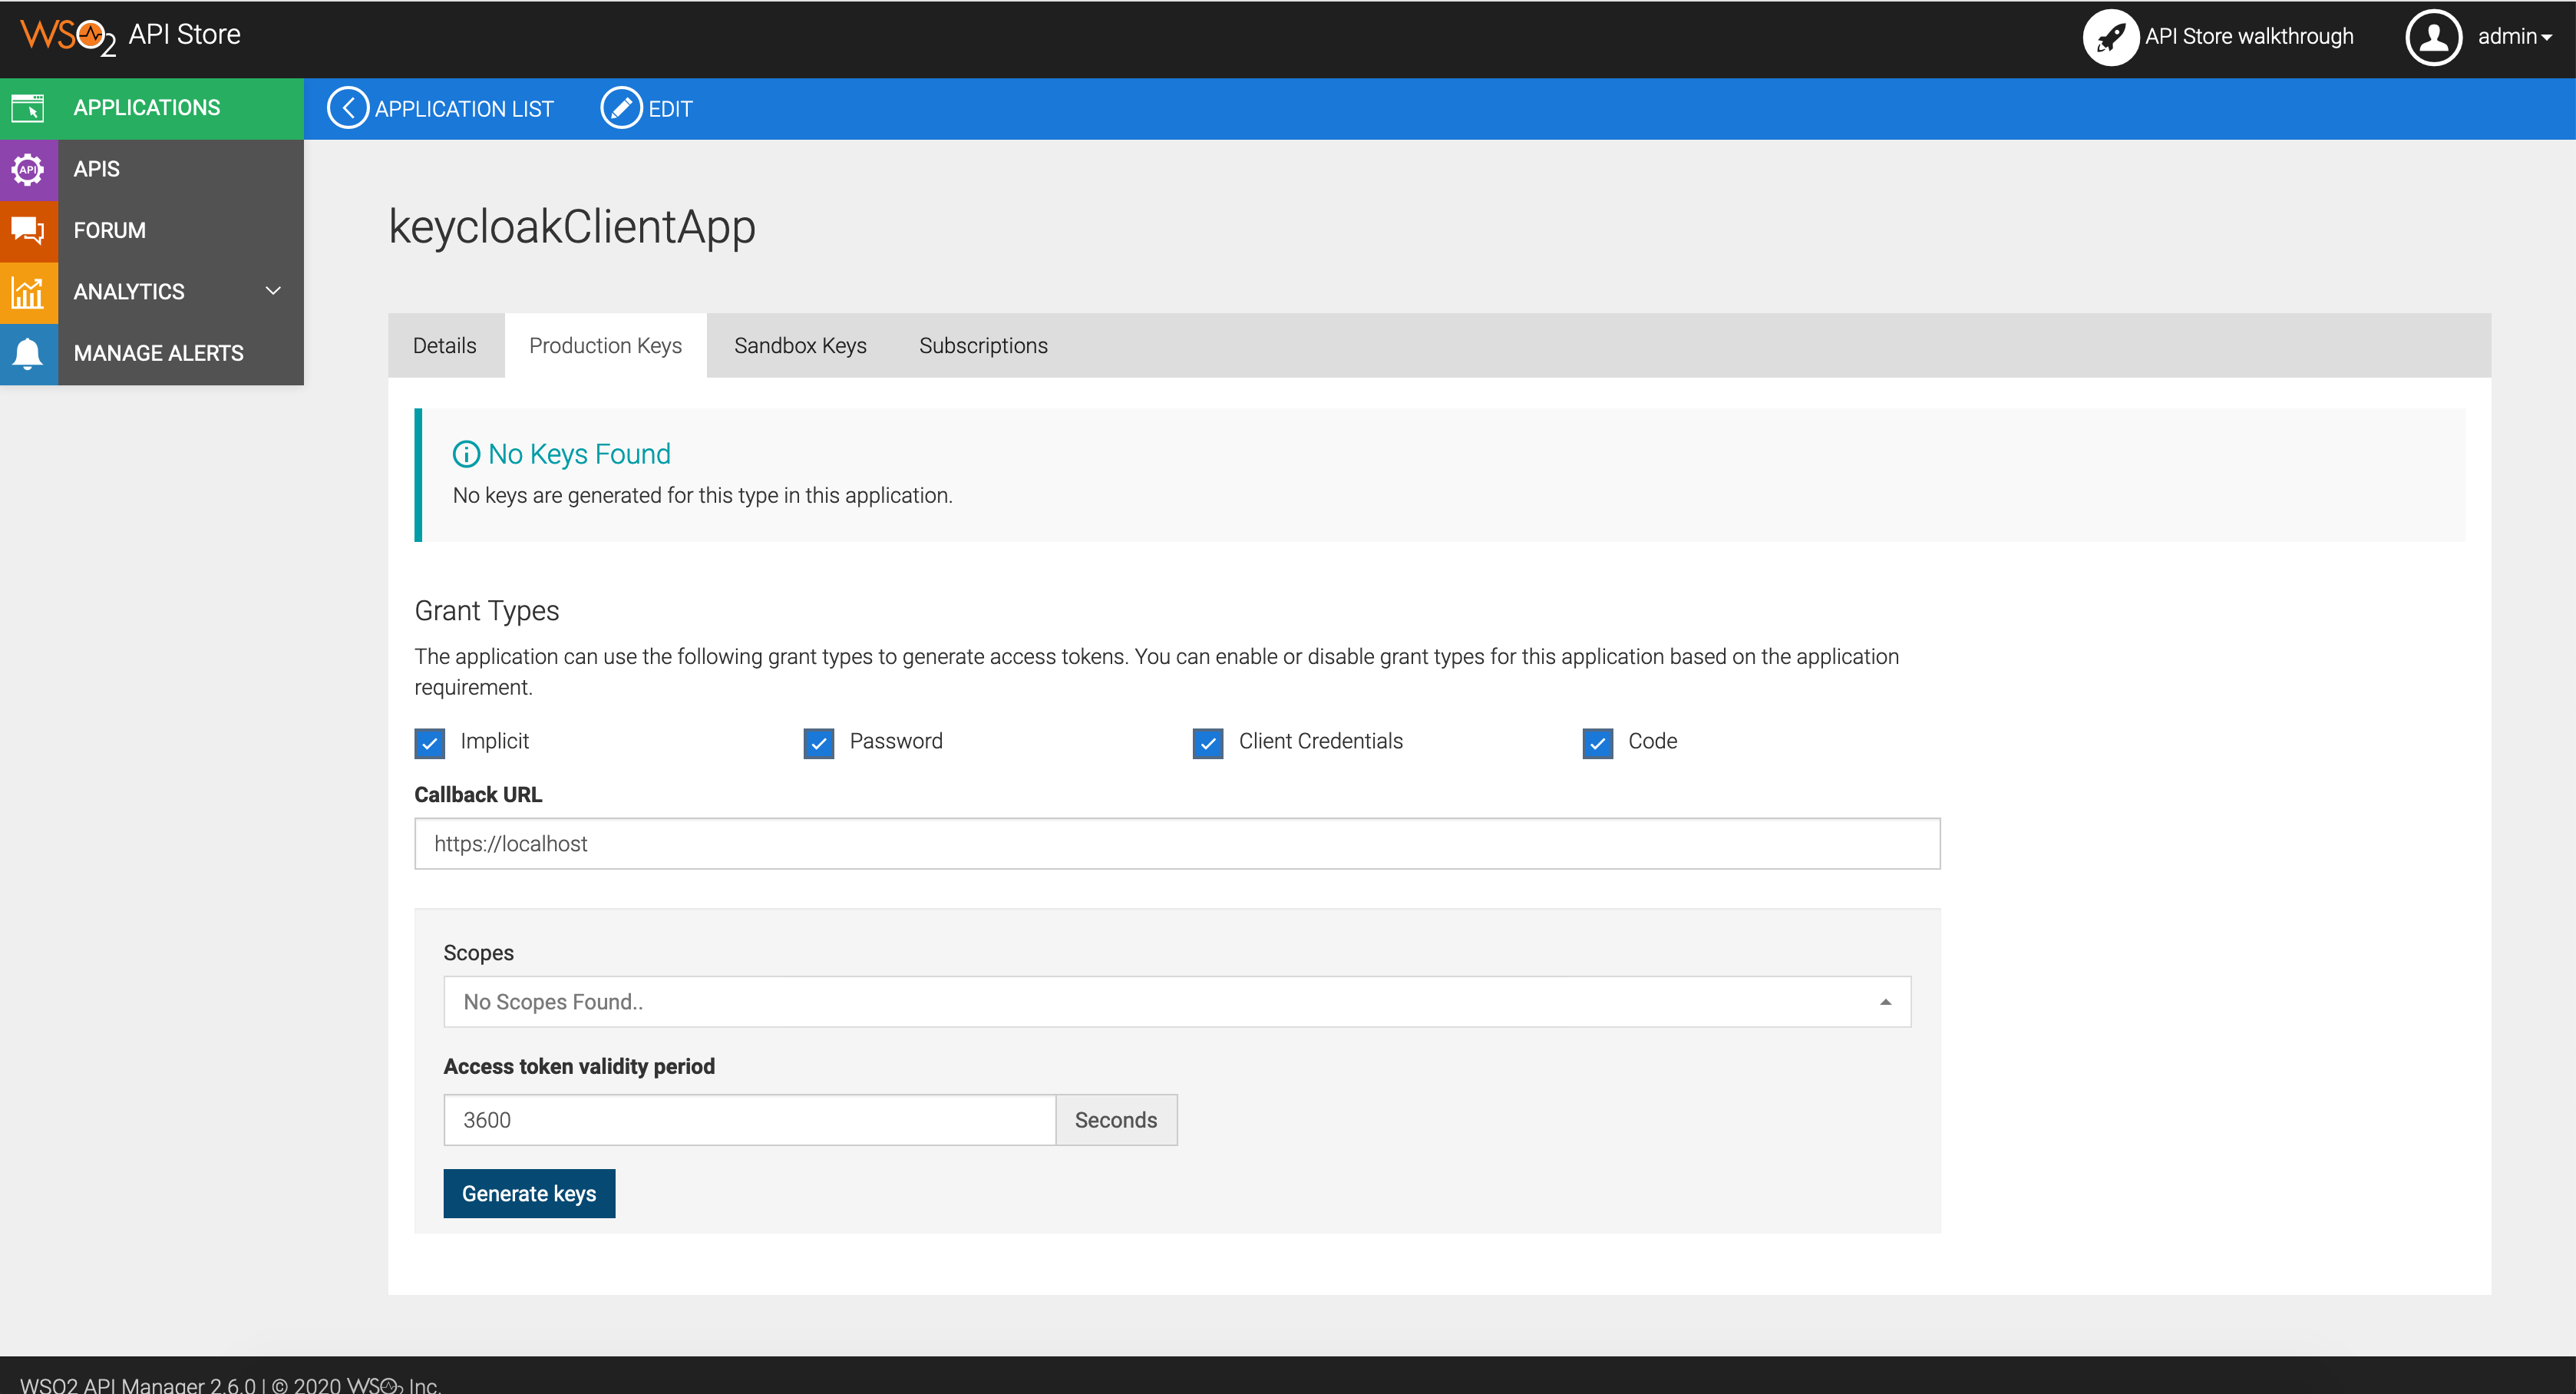 WSO2 API Store
API Store walkthrough
admin
APPLICATIONS
APPLICATION LIST
EDIT
API
APIS
FORUM
ANALYTICS
MANAGE ALERTS
keycloakClientApp
Details
Production Keys
Sandbox Keys
Subscriptions
No Keys Found
No keys are generated for this type in this application.
Grant Types
The application can use the following grant types to generate access tokens. You can enable or disable grant types for this application based on the application
requirement.
Implicit
Password
Client Credentials
Code
Callback URL
https://localhost
Scopes
No Scopes Found..
Access token validity period
3600
Seconds
Generate keys
WSO2 API Manager 2.6.0 | © 2020 WSO2 Inc.